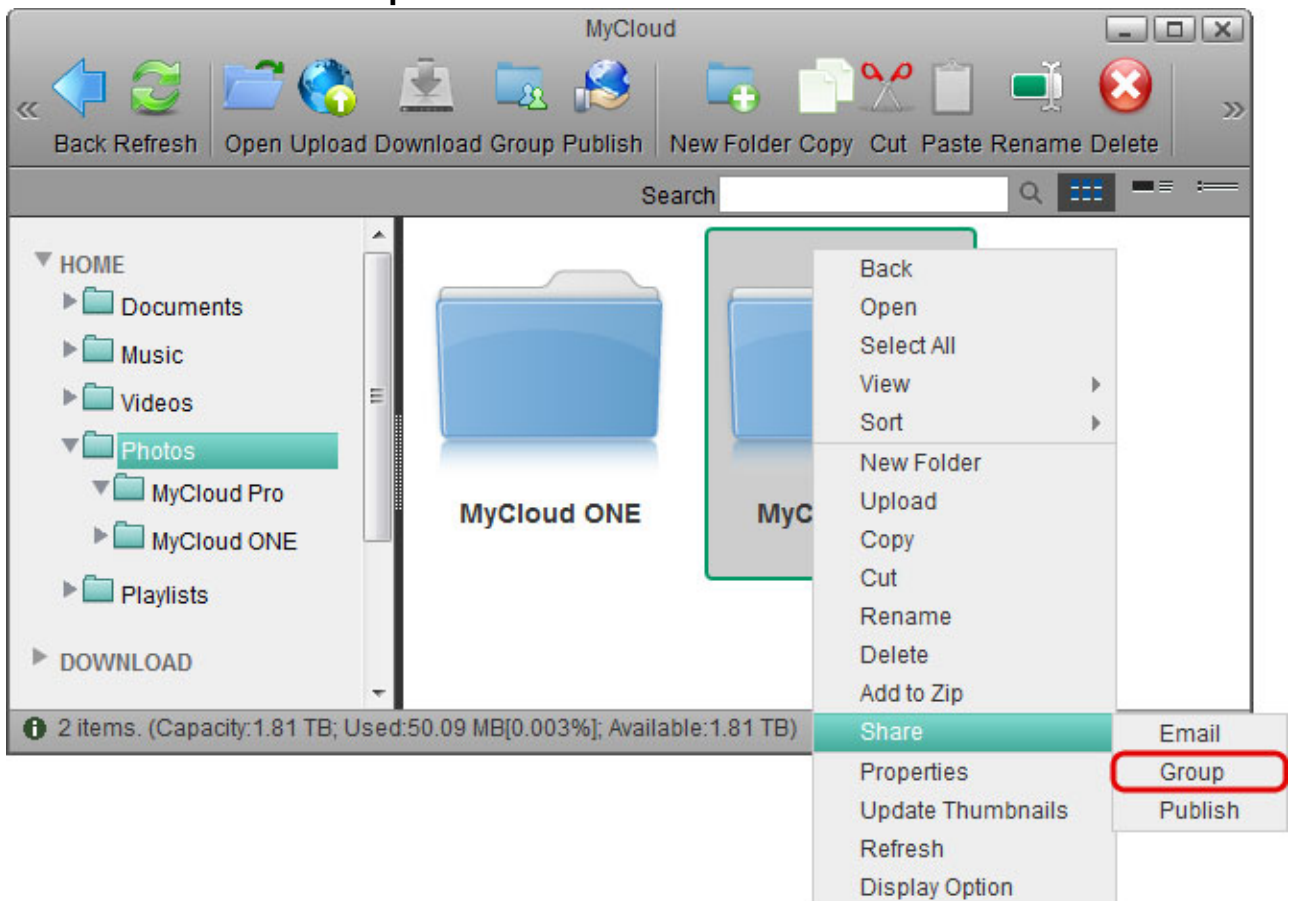 MyCloud
Back Refresh Open Upload Download Group Publish New Folder Copy Cut Paste Rename Delete
Search
HOME
Documents
Music
Videos
Photos
MyCloud Pro
MyCloud ONE
Playlists
DOWNLOAD
MyCloud ONE
MyC
Back
Open
Select All
View
Sort
New Folder
Upload
Copy
Cut
Rename
Delete
Add to Zip
Share
Properties
Update Thumbnails
Refresh
Display Option
Email
Group
Publish
2 items. (Capacity:1.81 TB; Used:50.09 MB[0.003%]; Available:1.81 TB)